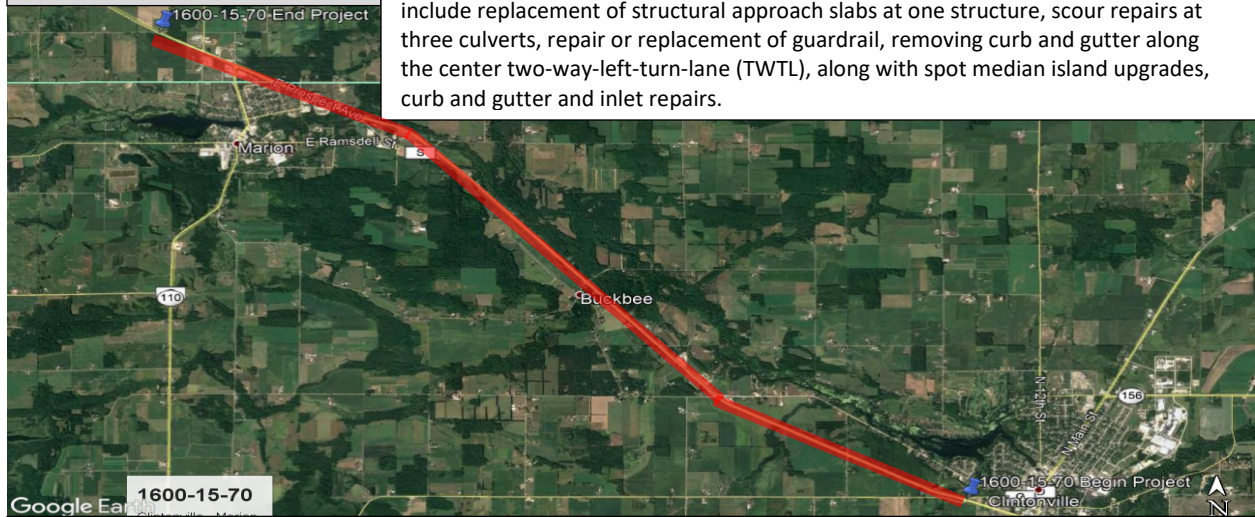 include replacement of structural approach slabs at one structure, scour repairs at
three culverts, repair or replacement of guardrail, removing curb and gutter along
the center two-way-left-turn-lane (TWTL), along with spot median island upgrades,
curb and gutter and inlet repairs.
1600-15-70 End Project
E Prospect Ave
Marion
E Ramsdell St
S
110
Buckbee
N 12th St
N Main St
156
1600-15-70 Begin Project
Clintonville
Google Earth
1600-15-70
Clintonville - Marion
N